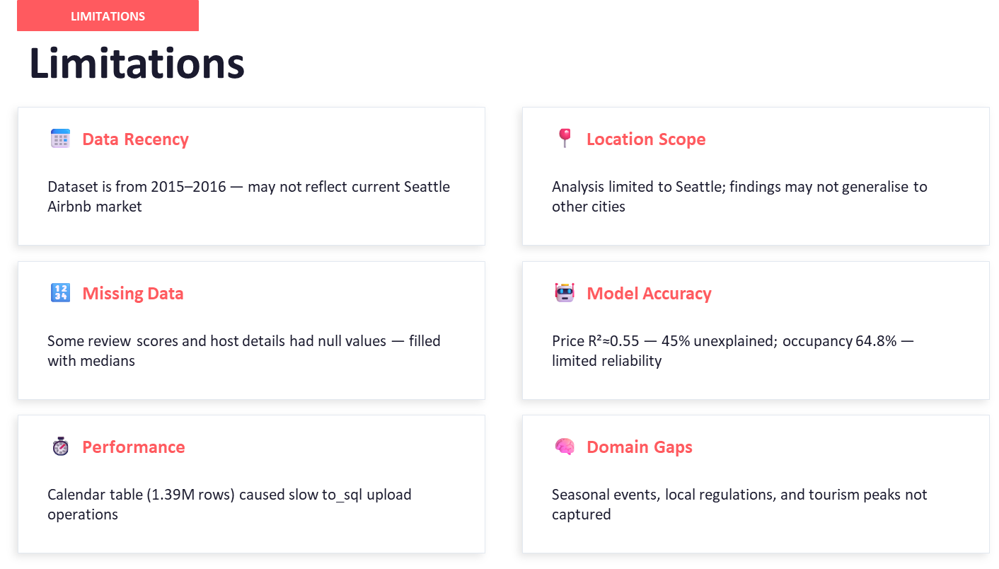 LIMITATIONS
Limitations
Data Recency
Dataset is from 2015–2016 — may not reflect current Seattle
Airbnb market
Location Scope
Analysis limited to Seattle; findings may not generalise to
other cities
1 2
3 4
Missing Data
Some review scores and host details had null values — filled
with medians
Model Accuracy
Price R²≈0.55 — 45% unexplained; occupancy 64.8% —
limited reliability
Performance
Calendar table (1.39M rows) caused slow to_sql upload
operations
Domain Gaps
Seasonal events, local regulations, and tourism peaks not
captured